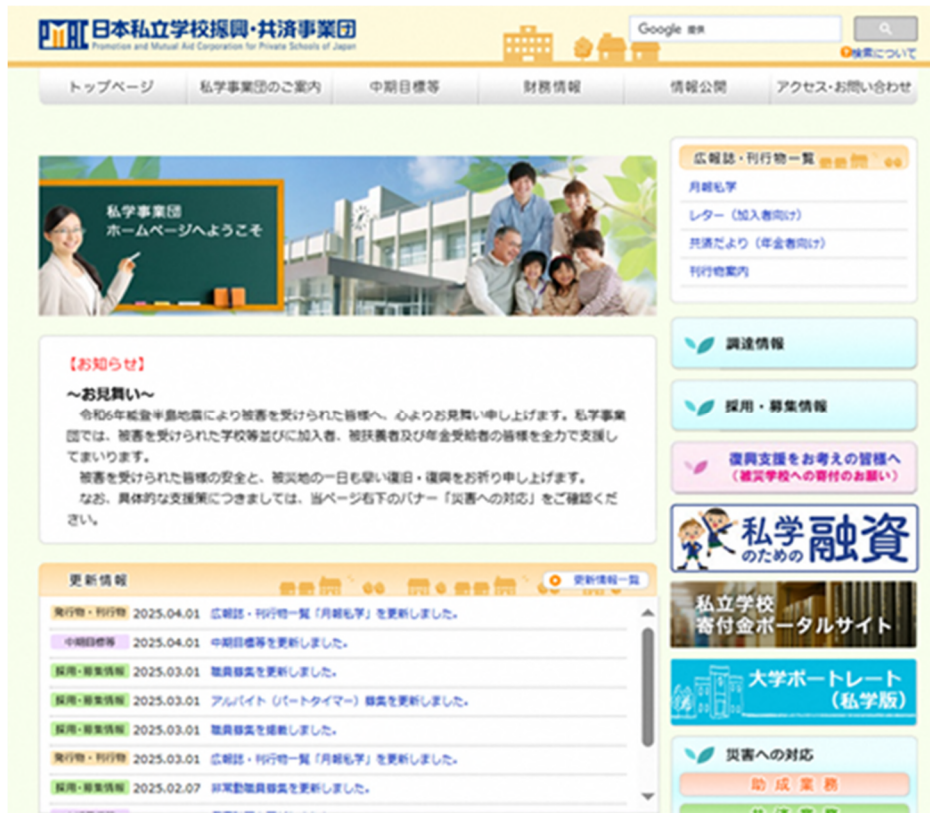 PMAC 日本私立学校振興・共済事業団
Promotion and Mutual Aid Corporation for Private Schools of Japan
Google 提供
検索について
トップページ
私学事業団のご案内
中期目標等
財務情報
情報公開
アクセス・お問い合わせ
私学事業団
ホームページへようこそ
【お知らせ】
～お見舞い～
令和6年能登半島地震により被害を受けられた皆様へ、心よりお見舞い申し上げます。私学事業
団では、被害を受けられた学校等並びに加入者、被扶養者及び年金受給者の皆様を全力で支援し
てまいります。
被害を受けられた皆様の安全と、被災地の一日も早い復旧・復興をお祈り申し上げます。
なお、具体的な支援策につきましては、当ページ右下のバナー「災害への対応」をご確認くだ
さい。
更新情報
更新情報一覧
発行物・刊行物 2025.04.01 広報誌・刊行物一覧「月報私学」を更新しました。
中期目標等 2025.04.01 中期目標等を更新しました。
採用・募集情報 2025.03.01 職員募集を更新しました。
採用・募集情報 2025.03.01 アルバイト（パートタイマー）募集を更新しました。
採用・募集情報 2025.03.01 職員募集を掲載しました。
発行物・刊行物 2025.03.01 広報誌・刊行物一覧「月報私学」を更新しました。
採用・募集情報 2025.02.07 非常勤職員募集を更新しました。
広報誌・刊行物一覧
月報私学
レター（加入者向け）
共済だより（年金者向け）
刊行物案内
調達情報
採用・募集情報
復興支援をお考えの皆様へ
（被災学校への寄付のお願い）
私学
のための
融資
私立学校
寄付金ポータルサイト
大学ポートレート
（私学版）
災害への対応
助成業務